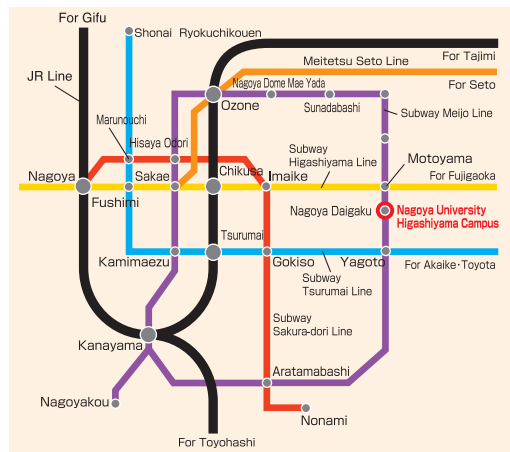 For Gifu
Shonai Ryokuchikouen
For Tajimi
Meitetsu Seto Line
JR Line
Nagoya Dome Mae Yada
For Seto
Ozone
Sunadabashi
Subway Meijo Line
Marunouchi
Hisaya Odori
Subway
Higashiyama Line
Motoyama
Nagoya
Sakae
Chikusa
Imaike
For Fujigaoka
Fushimi
Nagoya Daigaku
Nagoya University
Higashiyama Campus
Tsurumai
Kamimaezu
Gokiso
Yagoto
For Akaike·Toyota
Subway
Tsurumai Line
Subway
Sakura-dori Line
Kanayama
Aratamabashi
Nagoyakou
Nonami
For Toyohashi